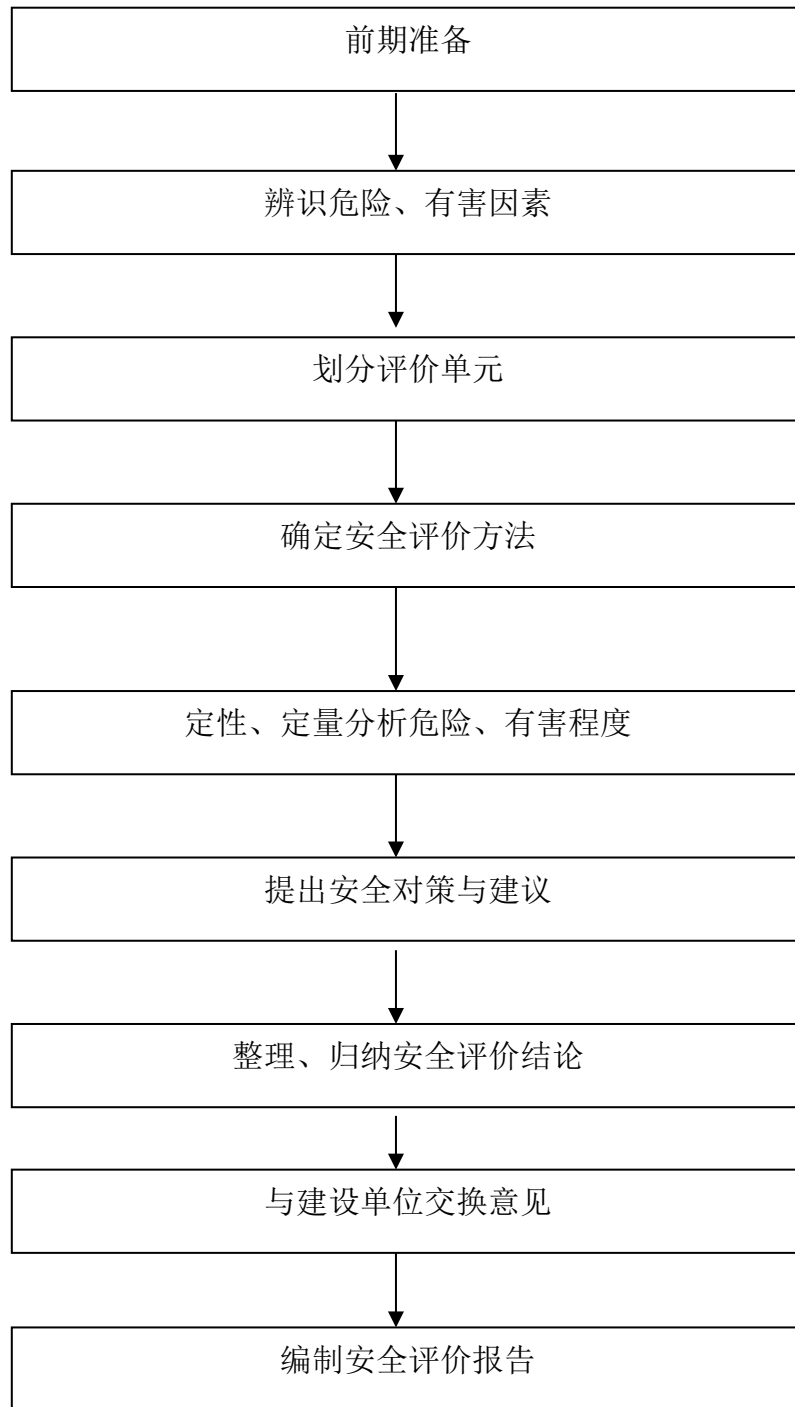 前期准备
辨识危险、有害因素
划分评价单元
确定安全评价方法
定性、定量分析危险、有害程度
提出安全对策与建议
整理、归纳安全评价结论
与建设单位交换意见
编制安全评价报告